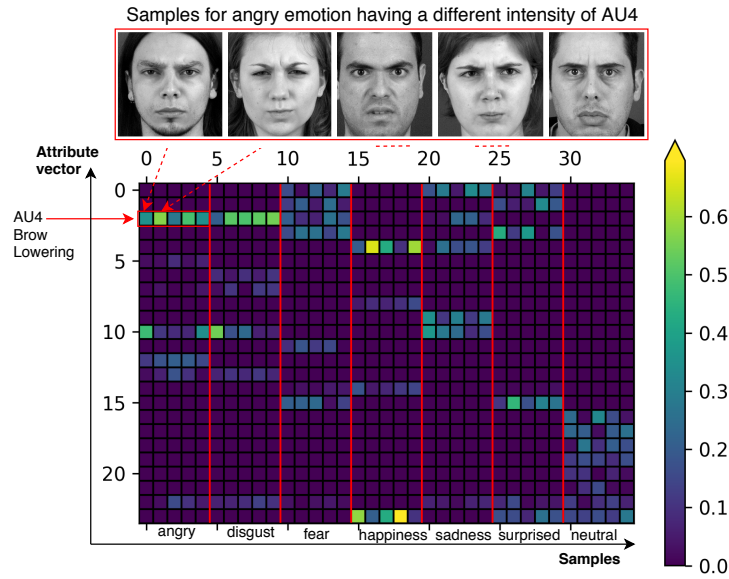 Samples for angry emotion having a different intensity of AU4
Attribute
vector
0 5 10 15 20 25 30
0
AU4
Brow
Lowering
5
10
15
20
0.6
0.5
0.4
0.3
0.2
0.1
0.0
angry disgust fear happiness sadness surprised neutral
Samples